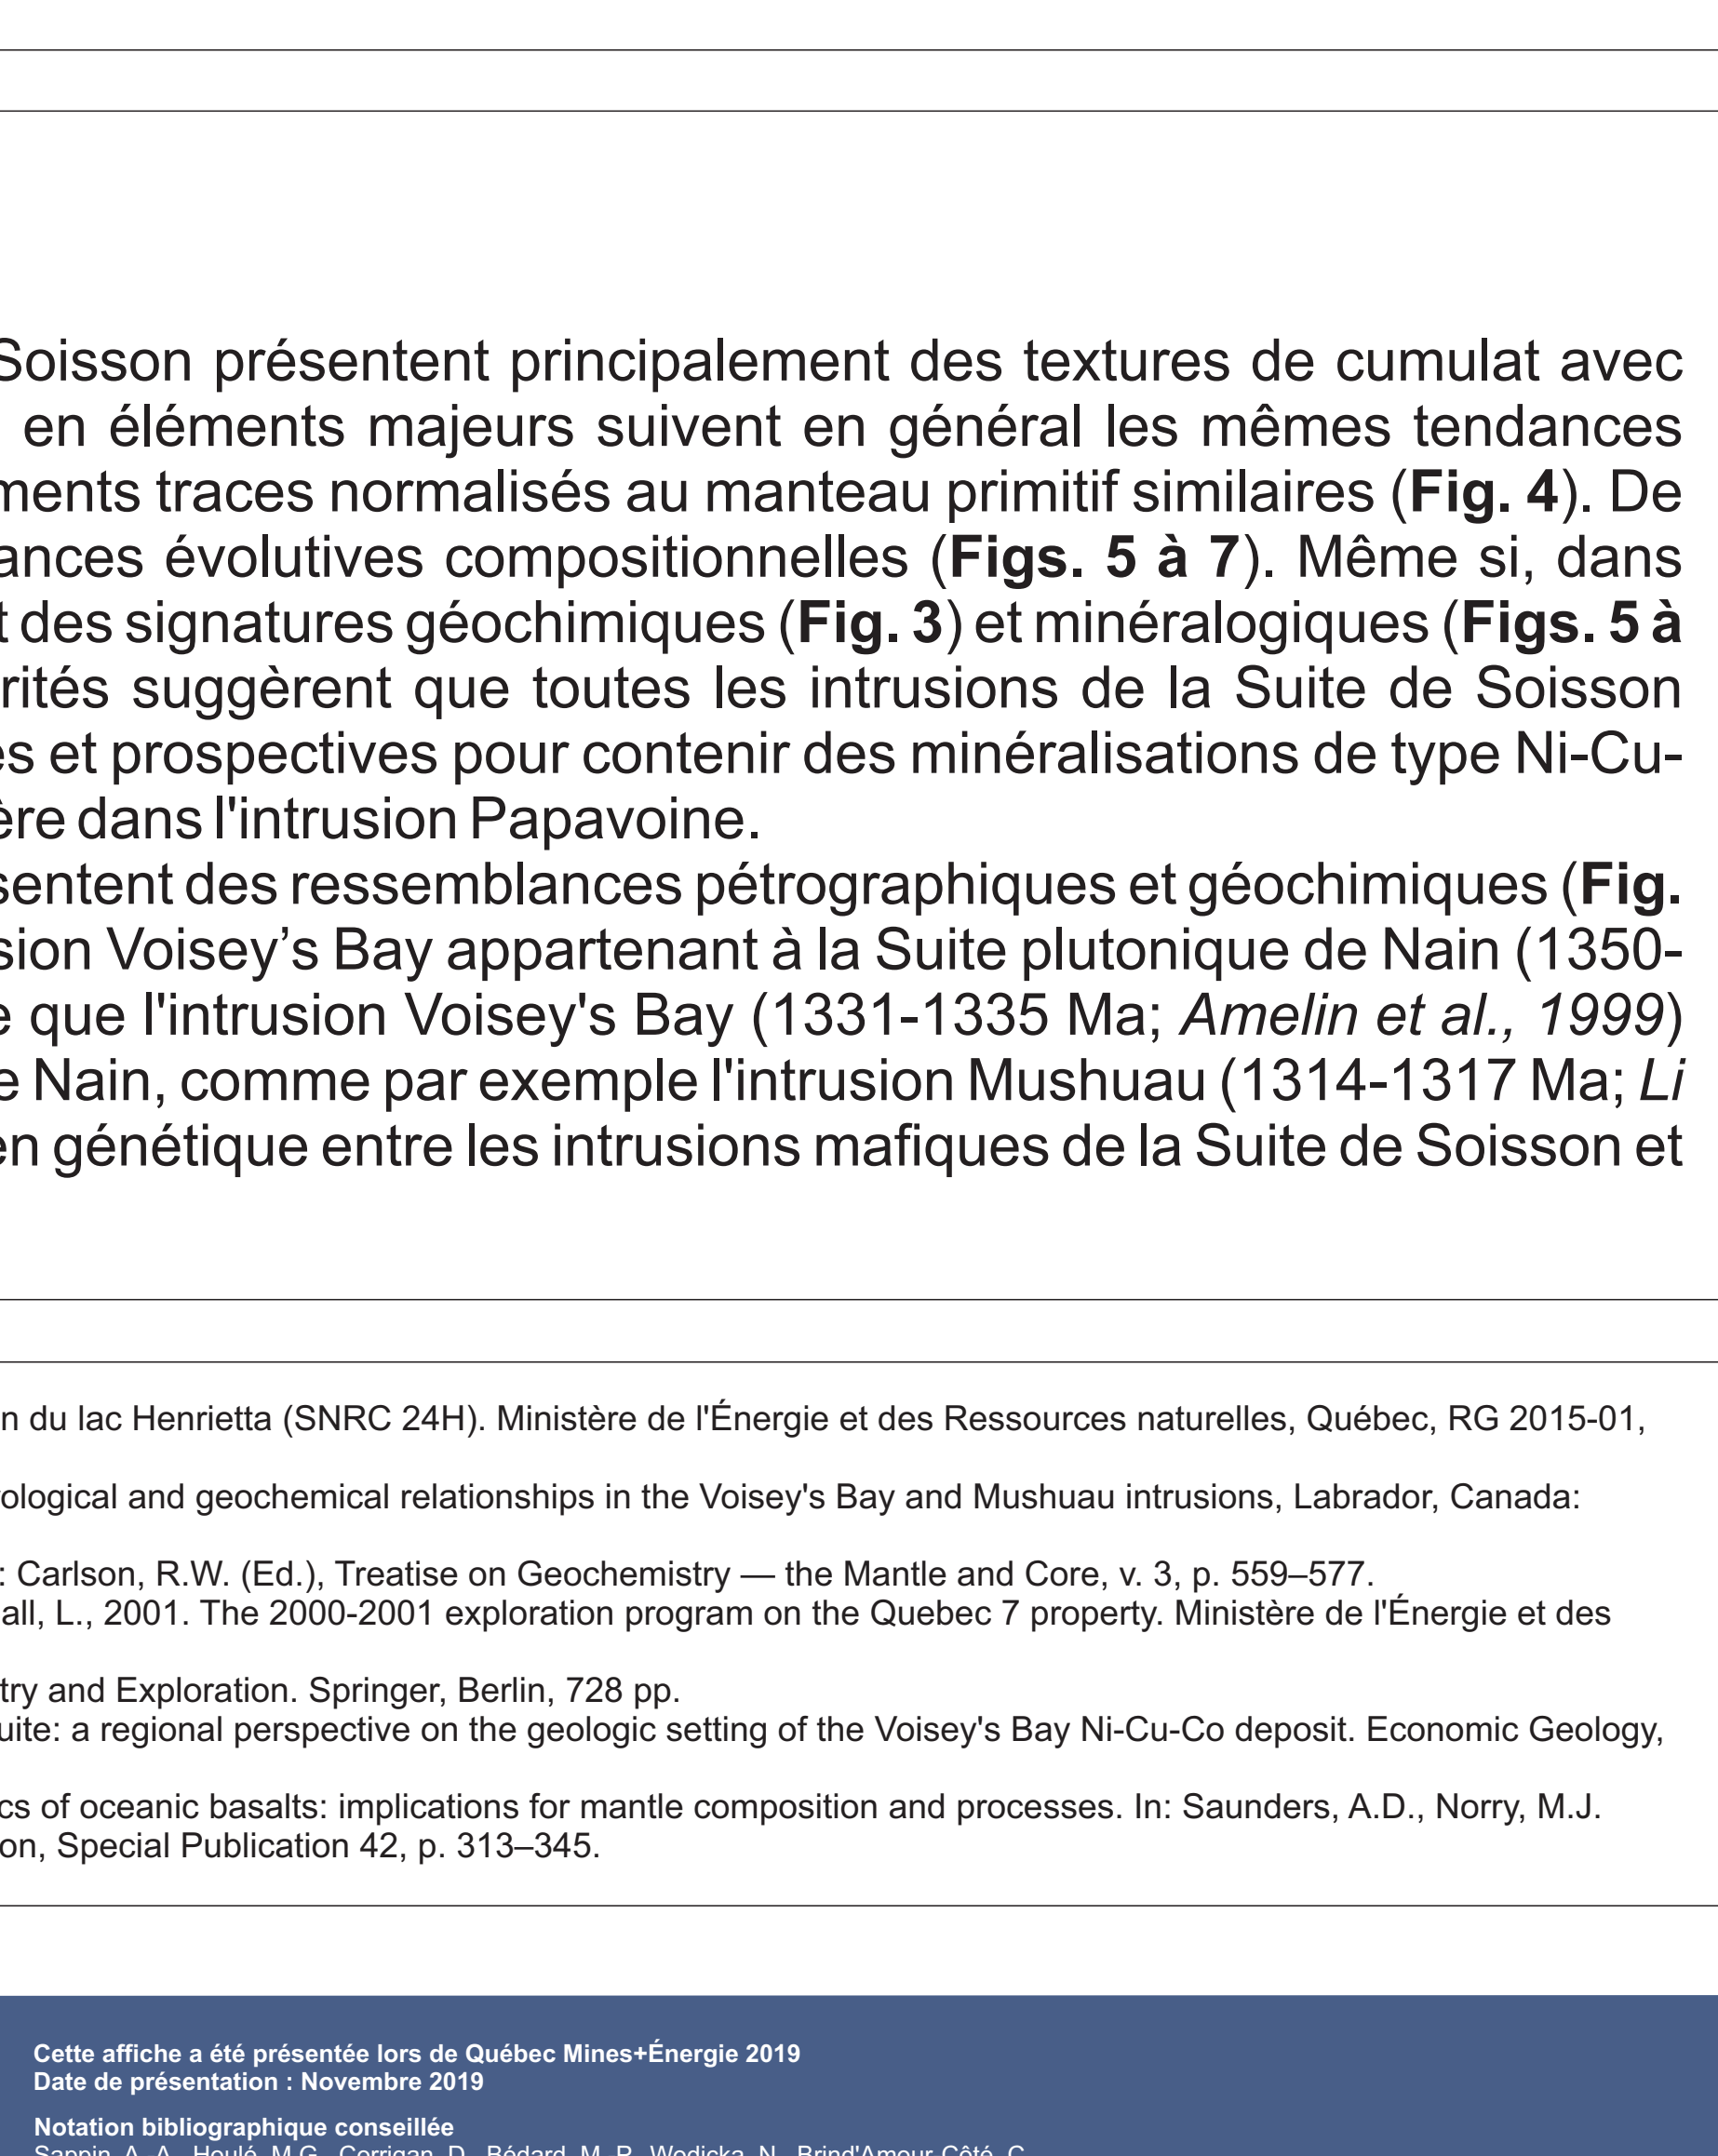 Soisson présentent principalement des textures de cumulat avec
en éléments majeurs suivent en général les mêmes tendances
ments traces normalisés au manteau primitif similaires (Fig. 4). De
ances évolutives compositionnelles (Figs. 5 à 7). Même si, dans
t des signatures géochimiques (Fig. 3) et minéralogiques (Figs. 5 à
rités suggèrent que toutes les intrusions de la Suite de Soisson
es et prospectives pour contenir des minéralisations de type Ni-Cu-
ère dans l'intrusion Papavoine.
sentent des ressemblances pétrographiques et géochimiques (Fig.
sion Voisey’s Bay appartenant à la Suite plutonique de Nain (1350-
e que l'intrusion Voisey's Bay (1331-1335 Ma; Amelin et al., 1999)
e Nain, comme par exemple l'intrusion Mushuau (1314-1317 Ma; Li
en génétique entre les intrusions mafiques de la Suite de Soisson et
n du lac Henrietta (SNRC 24H). Ministère de l'Énergie et des Ressources naturelles, Québec, RG 2015-01,
ological and geochemical relationships in the Voisey's Bay and Mushuau intrusions, Labrador, Canada:
: Carlson, R.W. (Ed.), Treatise on Geochemistry — the Mantle and Core, v. 3, p. 559–577.
all, L., 2001. The 2000-2001 exploration program on the Quebec 7 property. Ministère de l'Énergie et des
try and Exploration. Springer, Berlin, 728 pp.
uite: a regional perspective on the geologic setting of the Voisey's Bay Ni-Cu-Co deposit. Economic Geology,
cs of oceanic basalts: implications for mantle composition and processes. In: Saunders, A.D., Norry, M.J.
on, Special Publication 42, p. 313–345.
Cette affiche a été présentée lors de Québec Mines+Énergie 2019
Date de présentation : Novembre 2019
Notation bibliographique conseillée
Sappin, A.-A., Houlé, M.G., Corrigan, D., Bédard, M.-P., Wodicka, N., Brind'Amour-Côté, C.